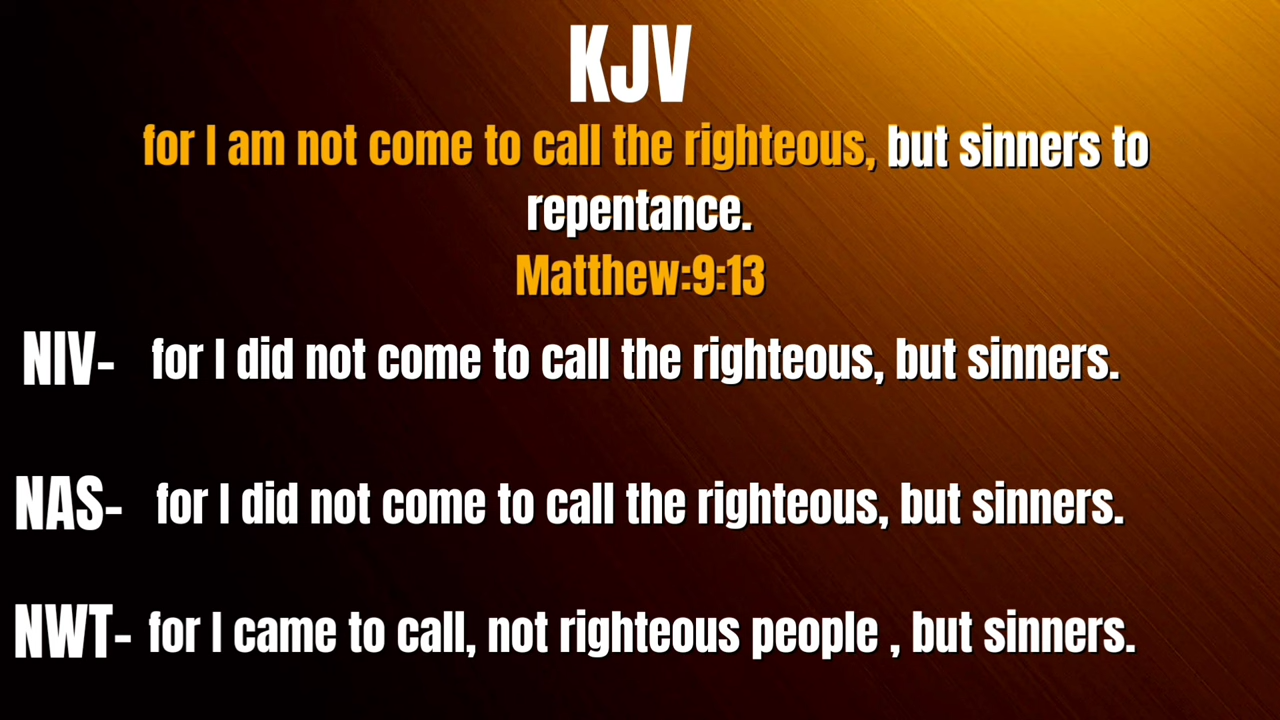 KJV
for I am not come to call the righteous, but sinners to
repentance.
Matthew:9:13
NIV- for I did not come to call the righteous, but sinners.
NAS- for I did not come to call the righteous, but sinners.
NWT- for I came to call, not righteous people , but sinners.